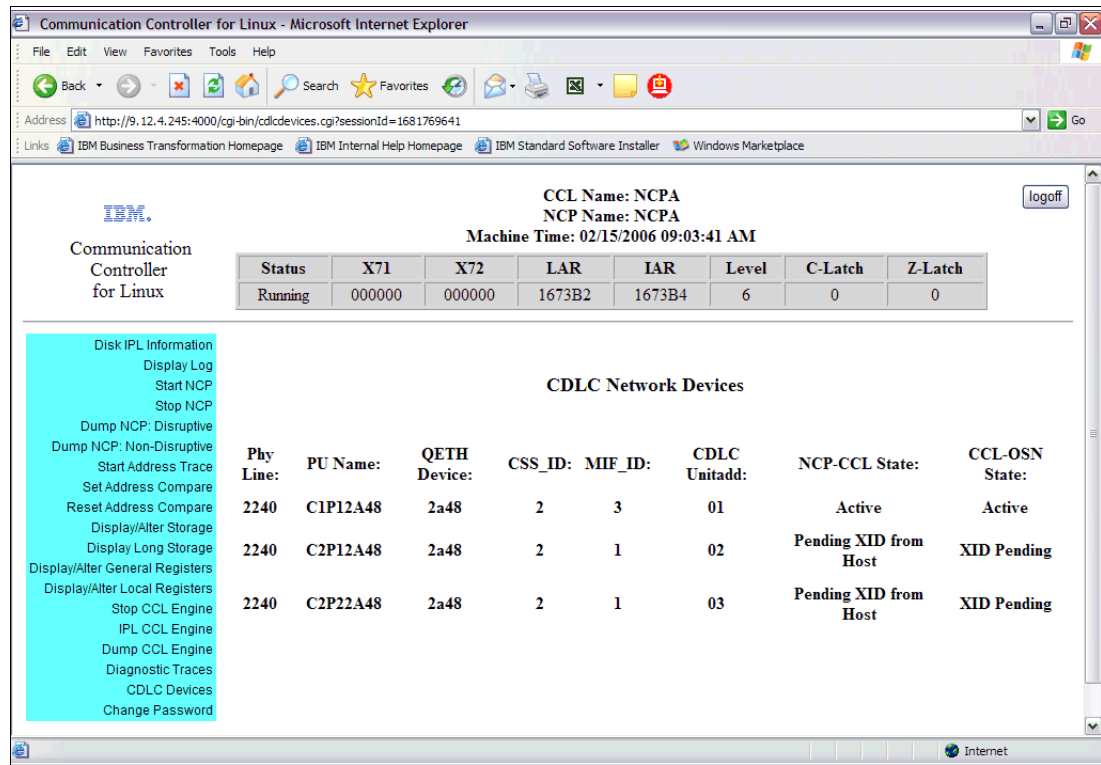 Communication Controller for Linux - Microsoft Internet Explorer
File Edit View Favorites Tools Help
Back Search Favorites
Address http://9.12.4.245:4000/cgi-bin/cdlcdevices.cgi?sessionId=1681769641 Go
Links IBM Business Transformation Homepage IBM Internal Help Homepage IBM Standard Software Installer Windows Marketplace
IBM.
Communication
Controller
for Linux
CCL Name: NCPA
NCP Name: NCPA
Machine Time: 02/15/2006 09:03:41 AM
logoff
Status X71 X72 LAR IAR Level C-Latch Z-Latch
Running 000000 000000 1673B2 1673B4 6 0 0
Disk IPL Information
Display Log
Start NCP
Stop NCP
Dump NCP: Disruptive
Dump NCP: Non-Disruptive
Start Address Trace
Set Address Compare
Reset Address Compare
Display/Alter Storage
Display Long Storage
Display/Alter General Registers
Display/Alter Local Registers
Stop CCL Engine
IPL CCL Engine
Dump CCL Engine
Diagnostic Traces
CDLC Devices
Change Password
CDLC Network Devices
Phy Line: PU Name: QETH Device: CSS_ID: MIF_ID: CDLC Unitadd: NCP-CCL State: CCL-OSN State:
2240 C1P12A48 2a48 2 3 01 Active Active
2240 C2P12A48 2a48 2 1 02 Pending XID from Host XID Pending
2240 C2P22A48 2a48 2 1 03 Pending XID from Host XID Pending
Internet